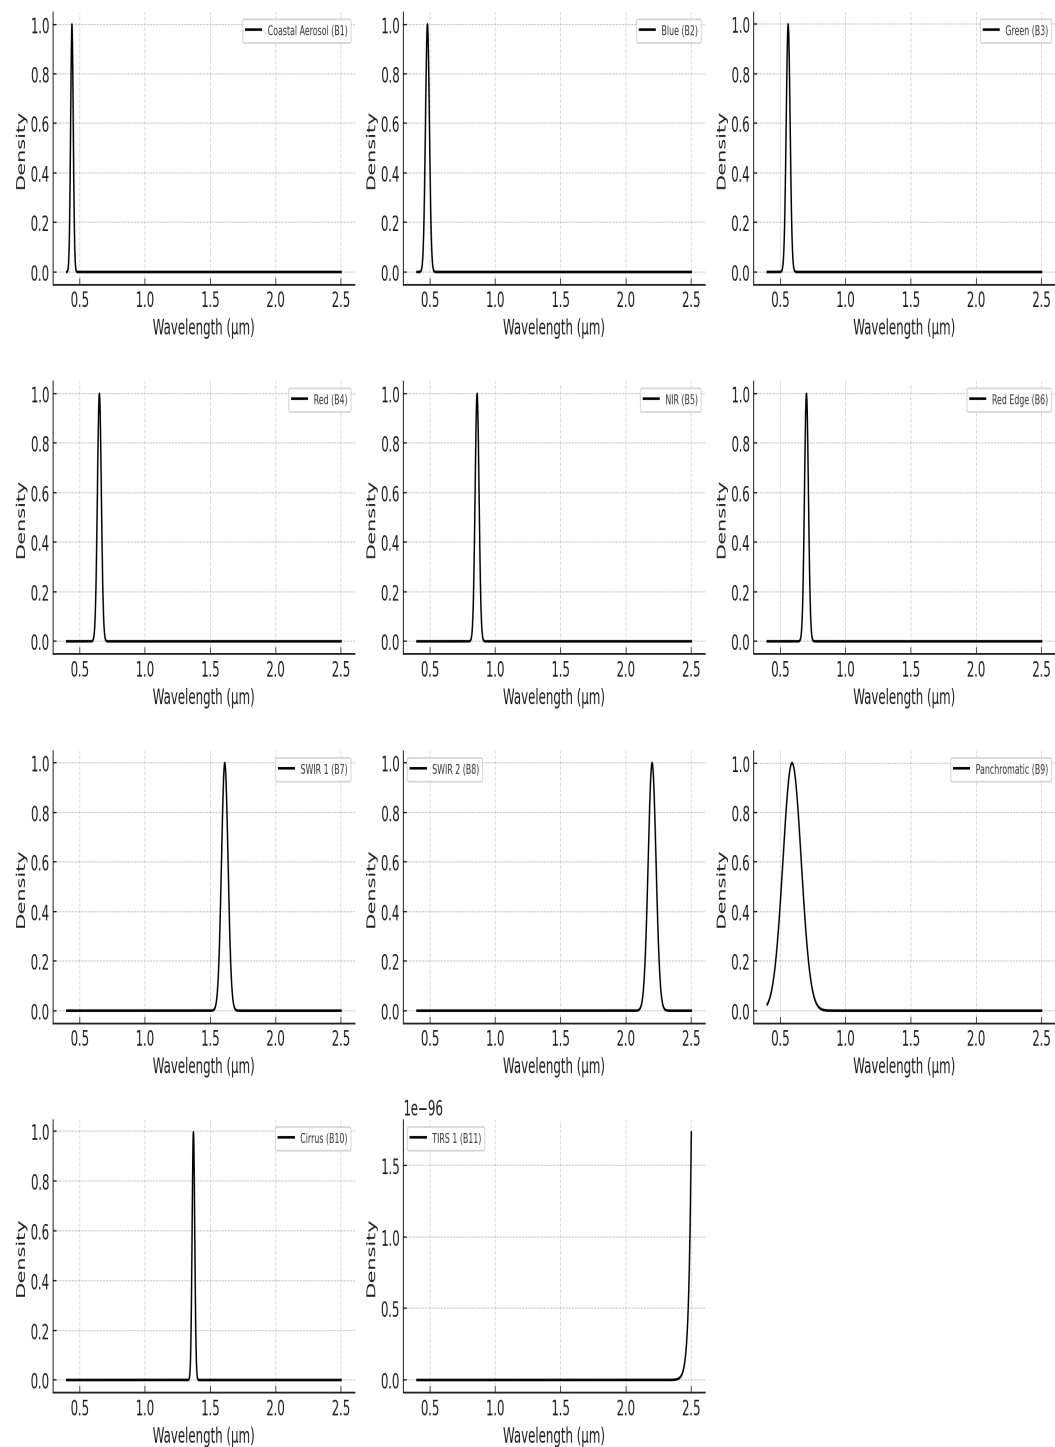 Coastal Aerosol (B1)
Density
1.0
0.8
0.6
0.4
0.2
0.0
0.5 1.0 1.5 2.0 2.5
Wavelength (μm)
Blue (B2)
Density
1.0
0.8
0.6
0.4
0.2
0.0
0.5 1.0 1.5 2.0 2.5
Wavelength (μm)
Green (B3)
Density
1.0
0.8
0.6
0.4
0.2
0.0
0.5 1.0 1.5 2.0 2.5
Wavelength (μm)
Red (B4)
Density
1.0
0.8
0.6
0.4
0.2
0.0
0.5 1.0 1.5 2.0 2.5
Wavelength (μm)
NIR (B5)
Density
1.0
0.8
0.6
0.4
0.2
0.0
0.5 1.0 1.5 2.0 2.5
Wavelength (μm)
Red Edge (B6)
Density
1.0
0.8
0.6
0.4
0.2
0.0
0.5 1.0 1.5 2.0 2.5
Wavelength (μm)
SWIR 1 (B7)
Density
1.0
0.8
0.6
0.4
0.2
0.0
0.5 1.0 1.5 2.0 2.5
Wavelength (μm)
SWIR 2 (B8)
Density
1.0
0.8
0.6
0.4
0.2
0.0
0.5 1.0 1.5 2.0 2.5
Wavelength (μm)
Panchromatic (B9)
Density
1.0
0.8
0.6
0.4
0.2
0.0
0.5 1.0 1.5 2.0 2.5
Wavelength (μm)
Cirrus (B10)
Density
1.0
0.8
0.6
0.4
0.2
0.0
0.5 1.0 1.5 2.0 2.5
Wavelength (μm)
1e−96
TIRS 1 (B11)
Density
1.5
1.0
0.5
0.0
0.5 1.0 1.5 2.0 2.5
Wavelength (μm)